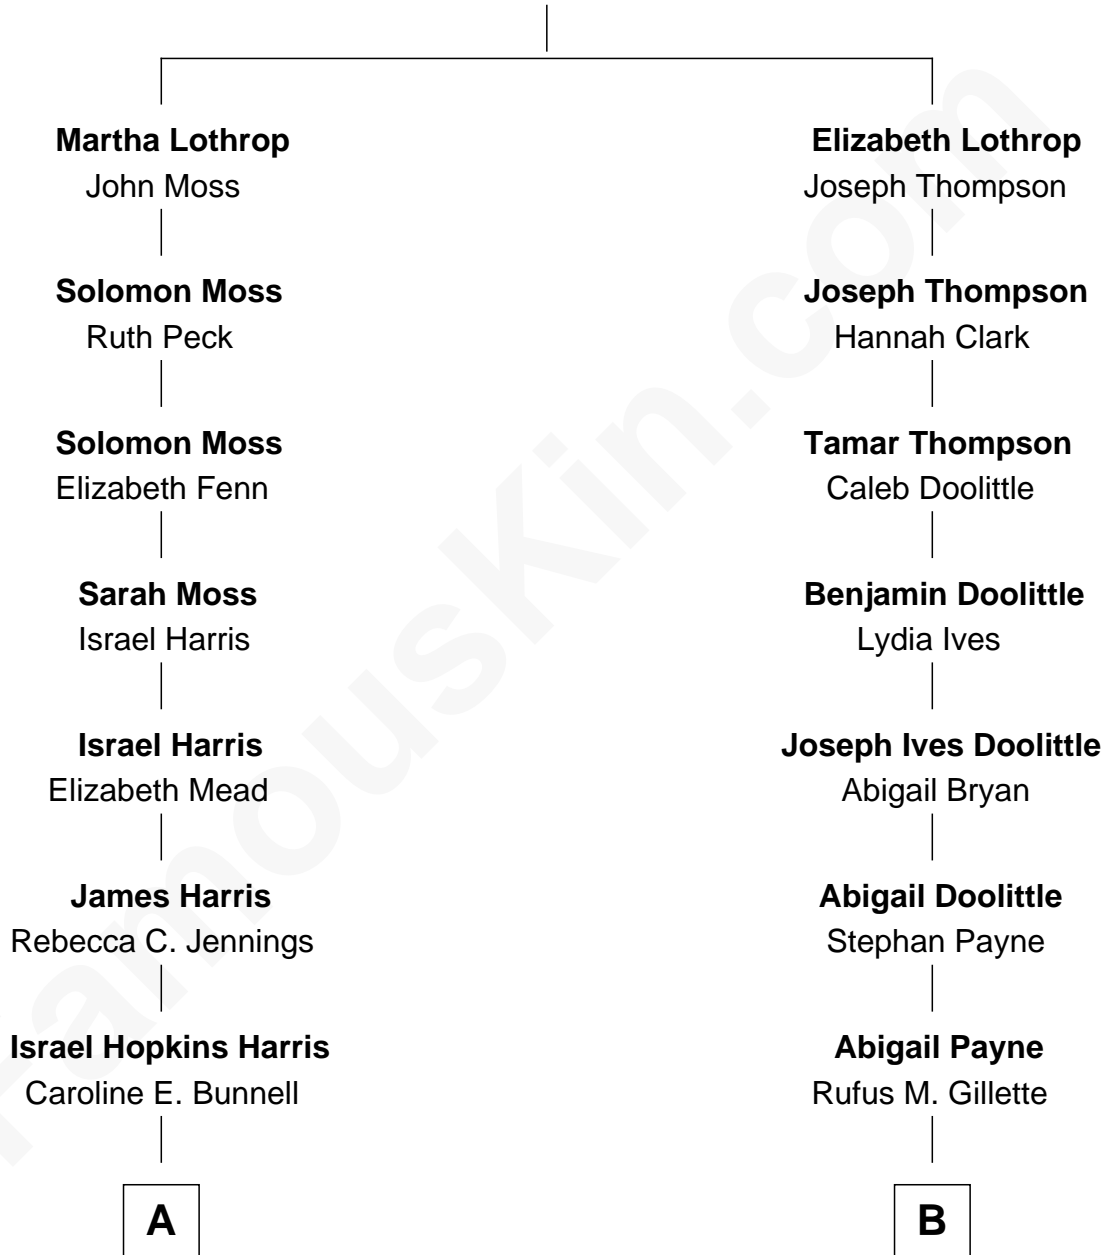 Martha Lothrop
John Moss
Solomon Moss
Ruth Peck
Solomon Moss
Elizabeth Fenn
Sarah Moss
Israel Harris
Israel Harris
Elizabeth Mead
James Harris
Rebecca C. Jennings
Israel Hopkins Harris
Caroline E. Bunnell
A
Elizabeth Lothrop
Joseph Thompson
Joseph Thompson
Hannah Clark
Tamar Thompson
Caleb Doolittle
Benjamin Doolittle
Lydia Ives
Joseph Ives Doolittle
Abigail Bryan
Abigail Doolittle
Stephan Payne
Abigail Payne
Rufus M. Gillette
B
FamousKin.com